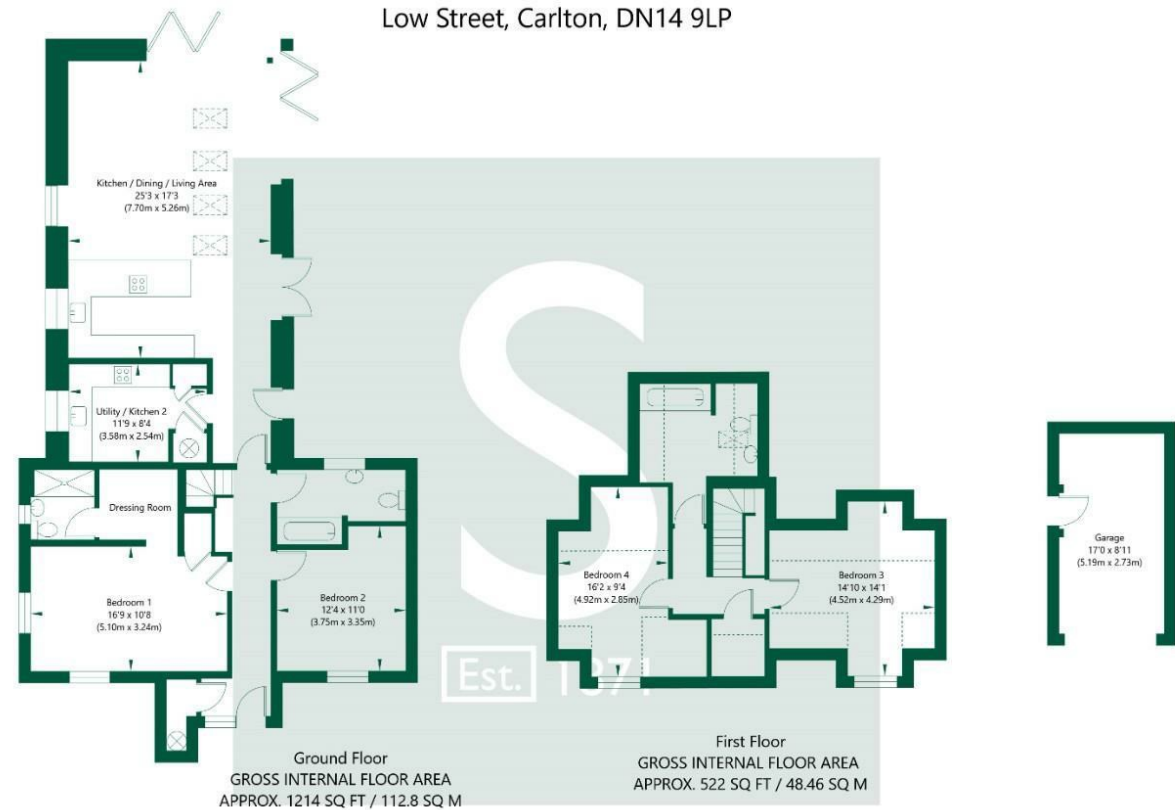 Low Street, Carlton, DN14 9LP
Kitchen / Dining / Living Area
25'3 x 17'3
(7.70m x 5.26m)
Utility / Kitchen 2
11'9 x 8'4
(3.58m x 2.54m)
Dressing Room
Bedroom 1
16'9 x 10'8
(5.10m x 3.24m)
Bedroom 2
12'4 x 11'0
(3.75m x 3.35m)
Bedroom 4
16'2 x 9'4
(4.92m x 2.85m)
Bedroom 3
14'10 x 14'1
(4.52m x 4.29m)
Garage
17'0 x 8'11
(5.19m x 2.73m)
S
Est. 1871
Ground Floor
GROSS INTERNAL FLOOR AREA
APPROX. 1214 SQ FT / 112.8 SQ M
First Floor
GROSS INTERNAL FLOOR AREA
APPROX. 522 SQ FT / 48.46 SQ M